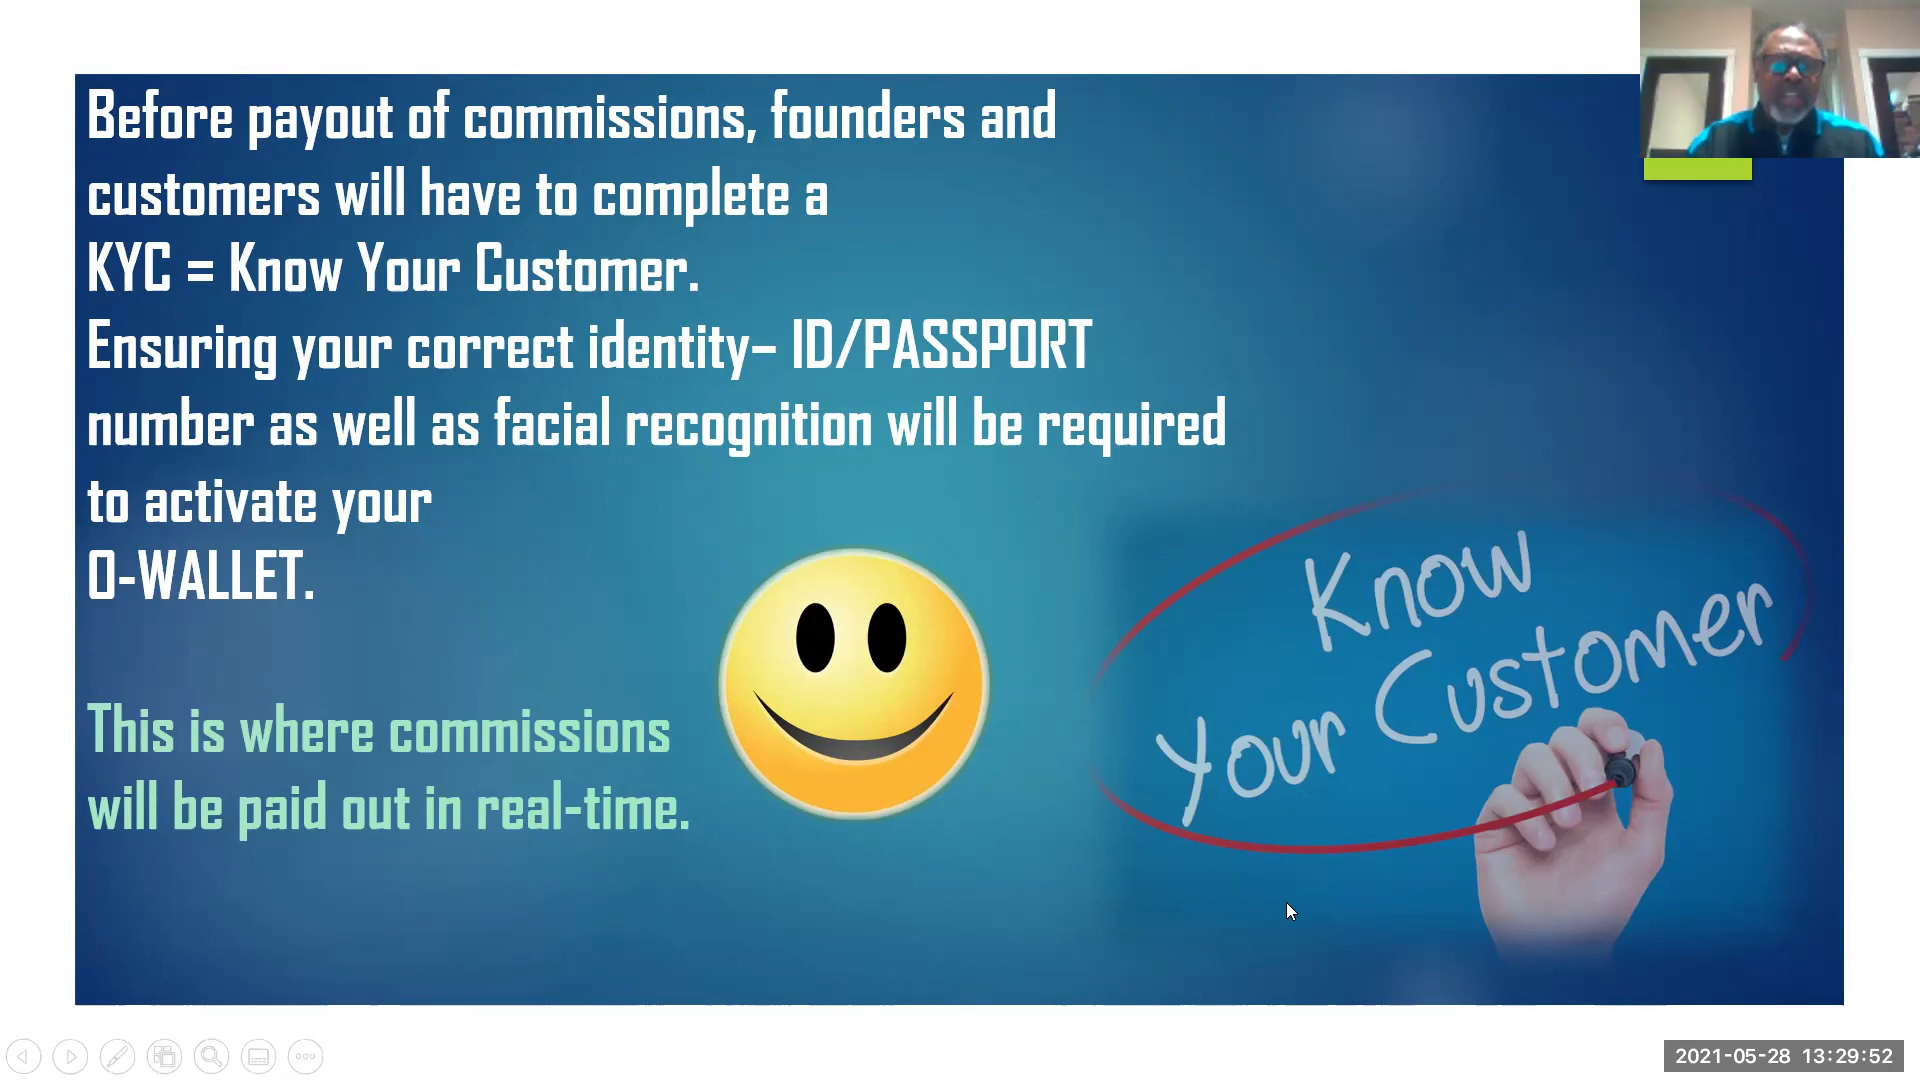 Before payout of commissions, founders and
customers will have to complete a
KYC = Know Your Customer.
Ensuring your correct identity– ID/PASSPORT
number as well as facial recognition will be required
to activate your
O-WALLET.
This is where commissions
will be paid out in real-time.
Know
Your Customer
2021-05-28 13:29:52